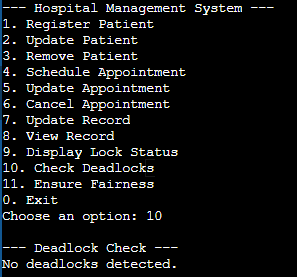 --- Hospital Management System ---
1. Register Patient
2. Update Patient
3. Remove Patient
4. Schedule Appointment
5. Update Appointment
6. Cancel Appointment
7. Update Record
8. View Record
9. Display Lock Status
10. Check Deadlocks
11. Ensure Fairness
0. Exit
Choose an option: 10

--- Deadlock Check ---
No deadlocks detected.